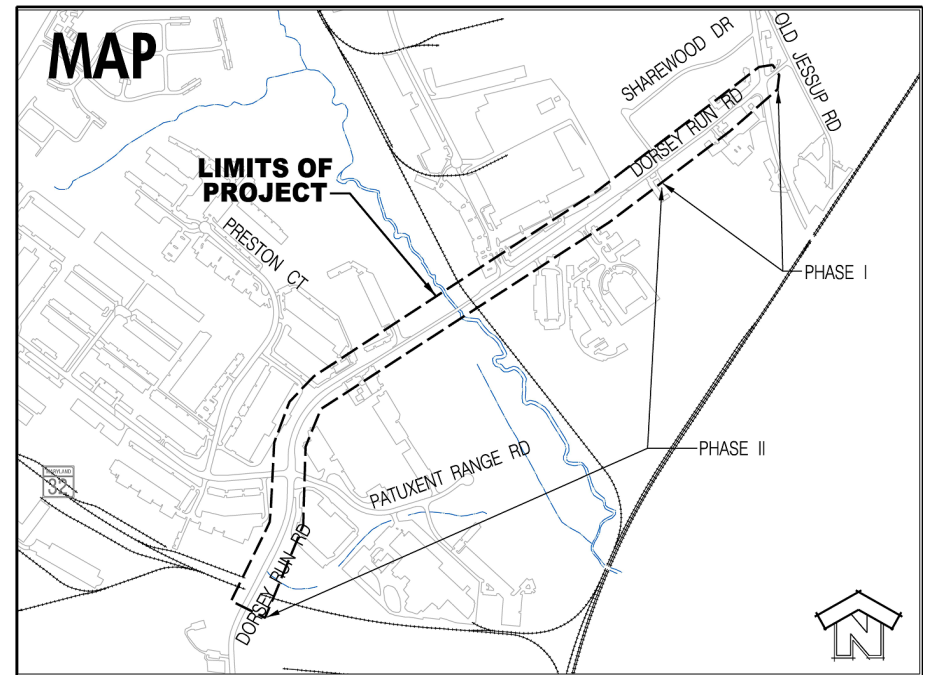 MAP
SHAREWOOD DR
OLD JESSUP RD
DORSEY RUN RD
LIMITS OF
PROJECT
PRESTON CT
PHASE I
PHASE II
PATUXENT RANGE RD
MARYLAND
32
DORSEY RUN RD
N